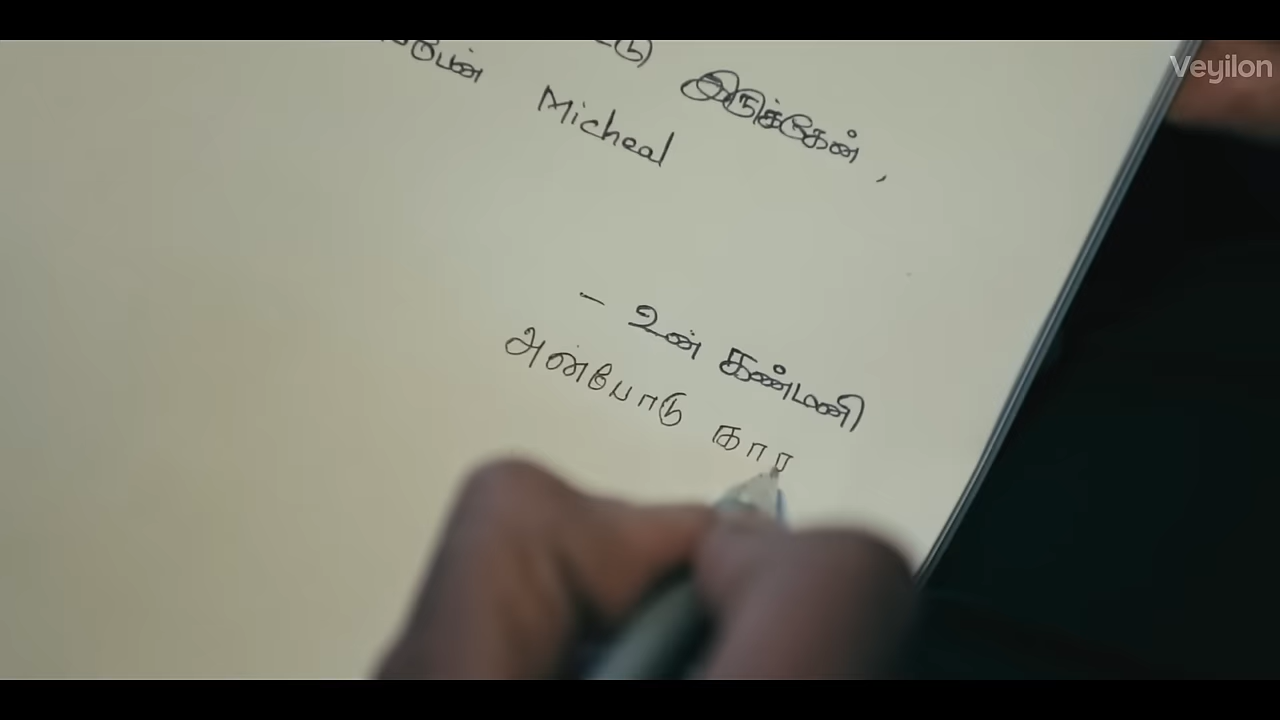 Veyilon
இருக்கேன் ,
Micheal
- உன் கண்மணி
அன்போடு கார